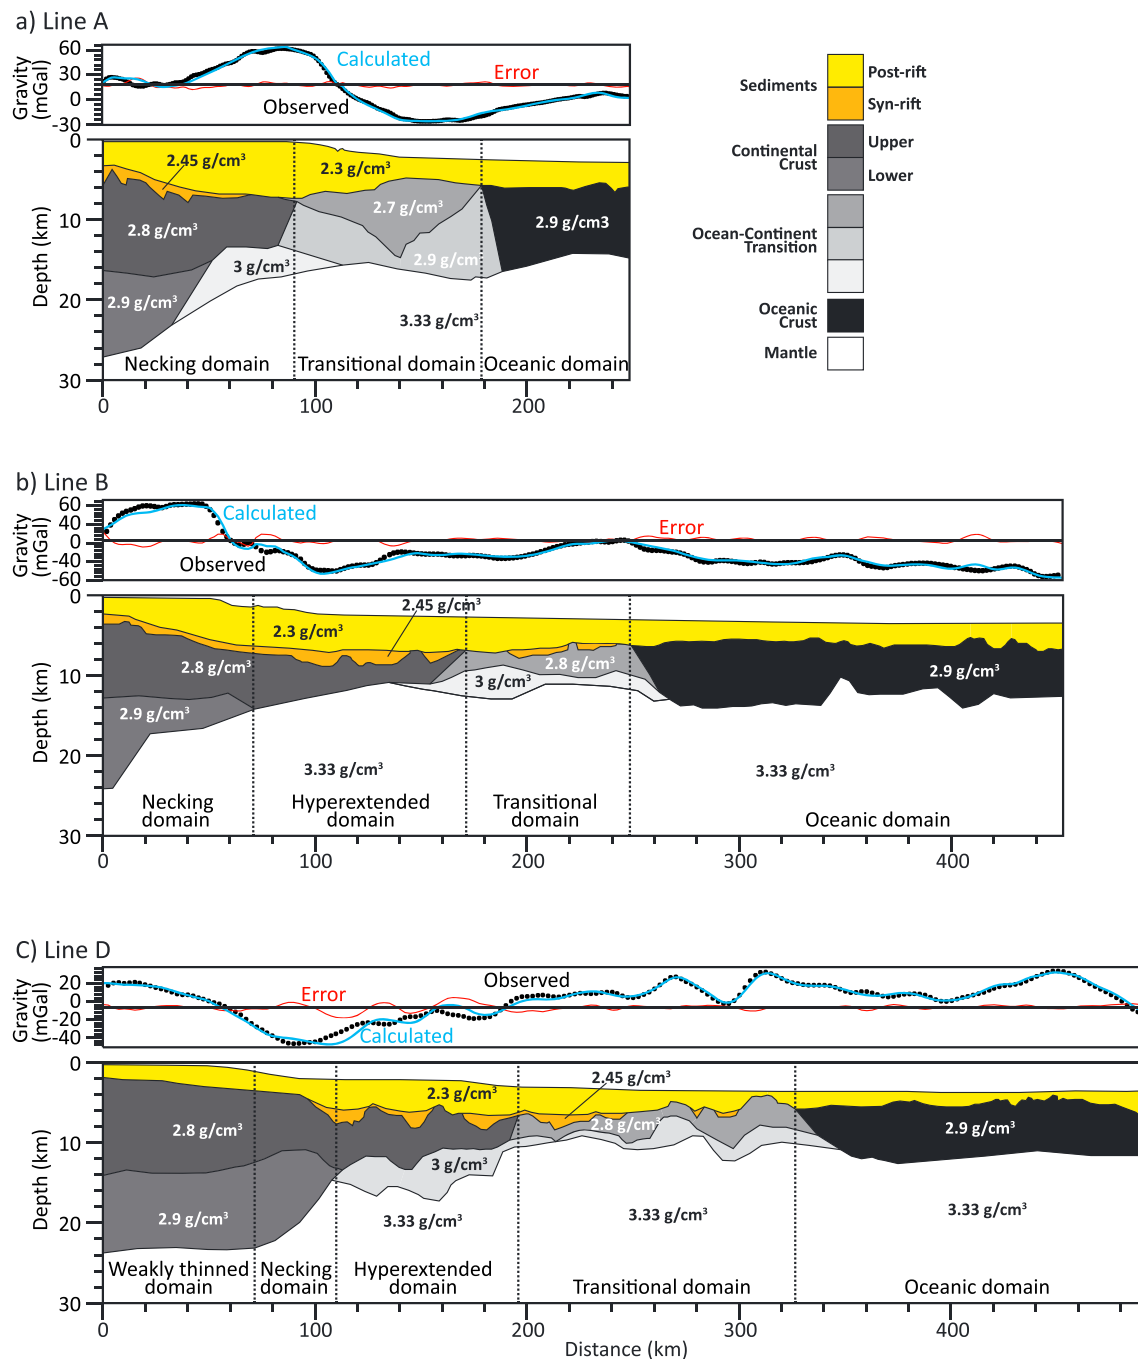 a) Line A
Gravity
(mGal)
60
30
0
-30
Calculated
Error
Observed
Depth (km)
0
10
20
30
2.45 g/cm³
2.3 g/cm³
2.7 g/cm³
2.8 g/cm³
2.9 g/cm3
3 g/cm³
2.9 g/cm
2.9 g/cm³
3.33 g/cm³
Necking domain
Transitional domain
Oceanic domain
0
100
200
Sediments
Post-rift
Syn-rift
Continental
Crust
Upper
Lower
Ocean-Continent
Transition
Oceanic
Crust
Mantle
b) Line B
Gravity
(mGal)
60
40
0
-40
-60
Calculated
Error
Observed
Depth (km)
0
10
20
30
2.45 g/cm³
2.3 g/cm³
2.8 g/cm³
2.8 g/cm³
2.9 g/cm³
3 g/cm³
2.9 g/cm³
3.33 g/cm³
3.33 g/cm³
Necking
domain
Hyperextended
domain
Transitional
domain
Oceanic domain
0
100
200
300
400
C) Line D
Gravity
(mGal)
20
0
-20
-40
Observed
Error
Calculated
Depth (km)
0
10
20
30
2.45 g/cm³
2.3 g/cm³
2.8 g/cm³
2.8 g/cm³
2.9 g/cm³
3 g/cm³
2.9 g/cm³
3.33 g/cm³
3.33 g/cm³
3.33 g/cm³
Weakly thinned
domain
Necking
domain
Hyperextended
domain
Transitional domain
Oceanic domain
0
100
200
300
400
Distance (km)